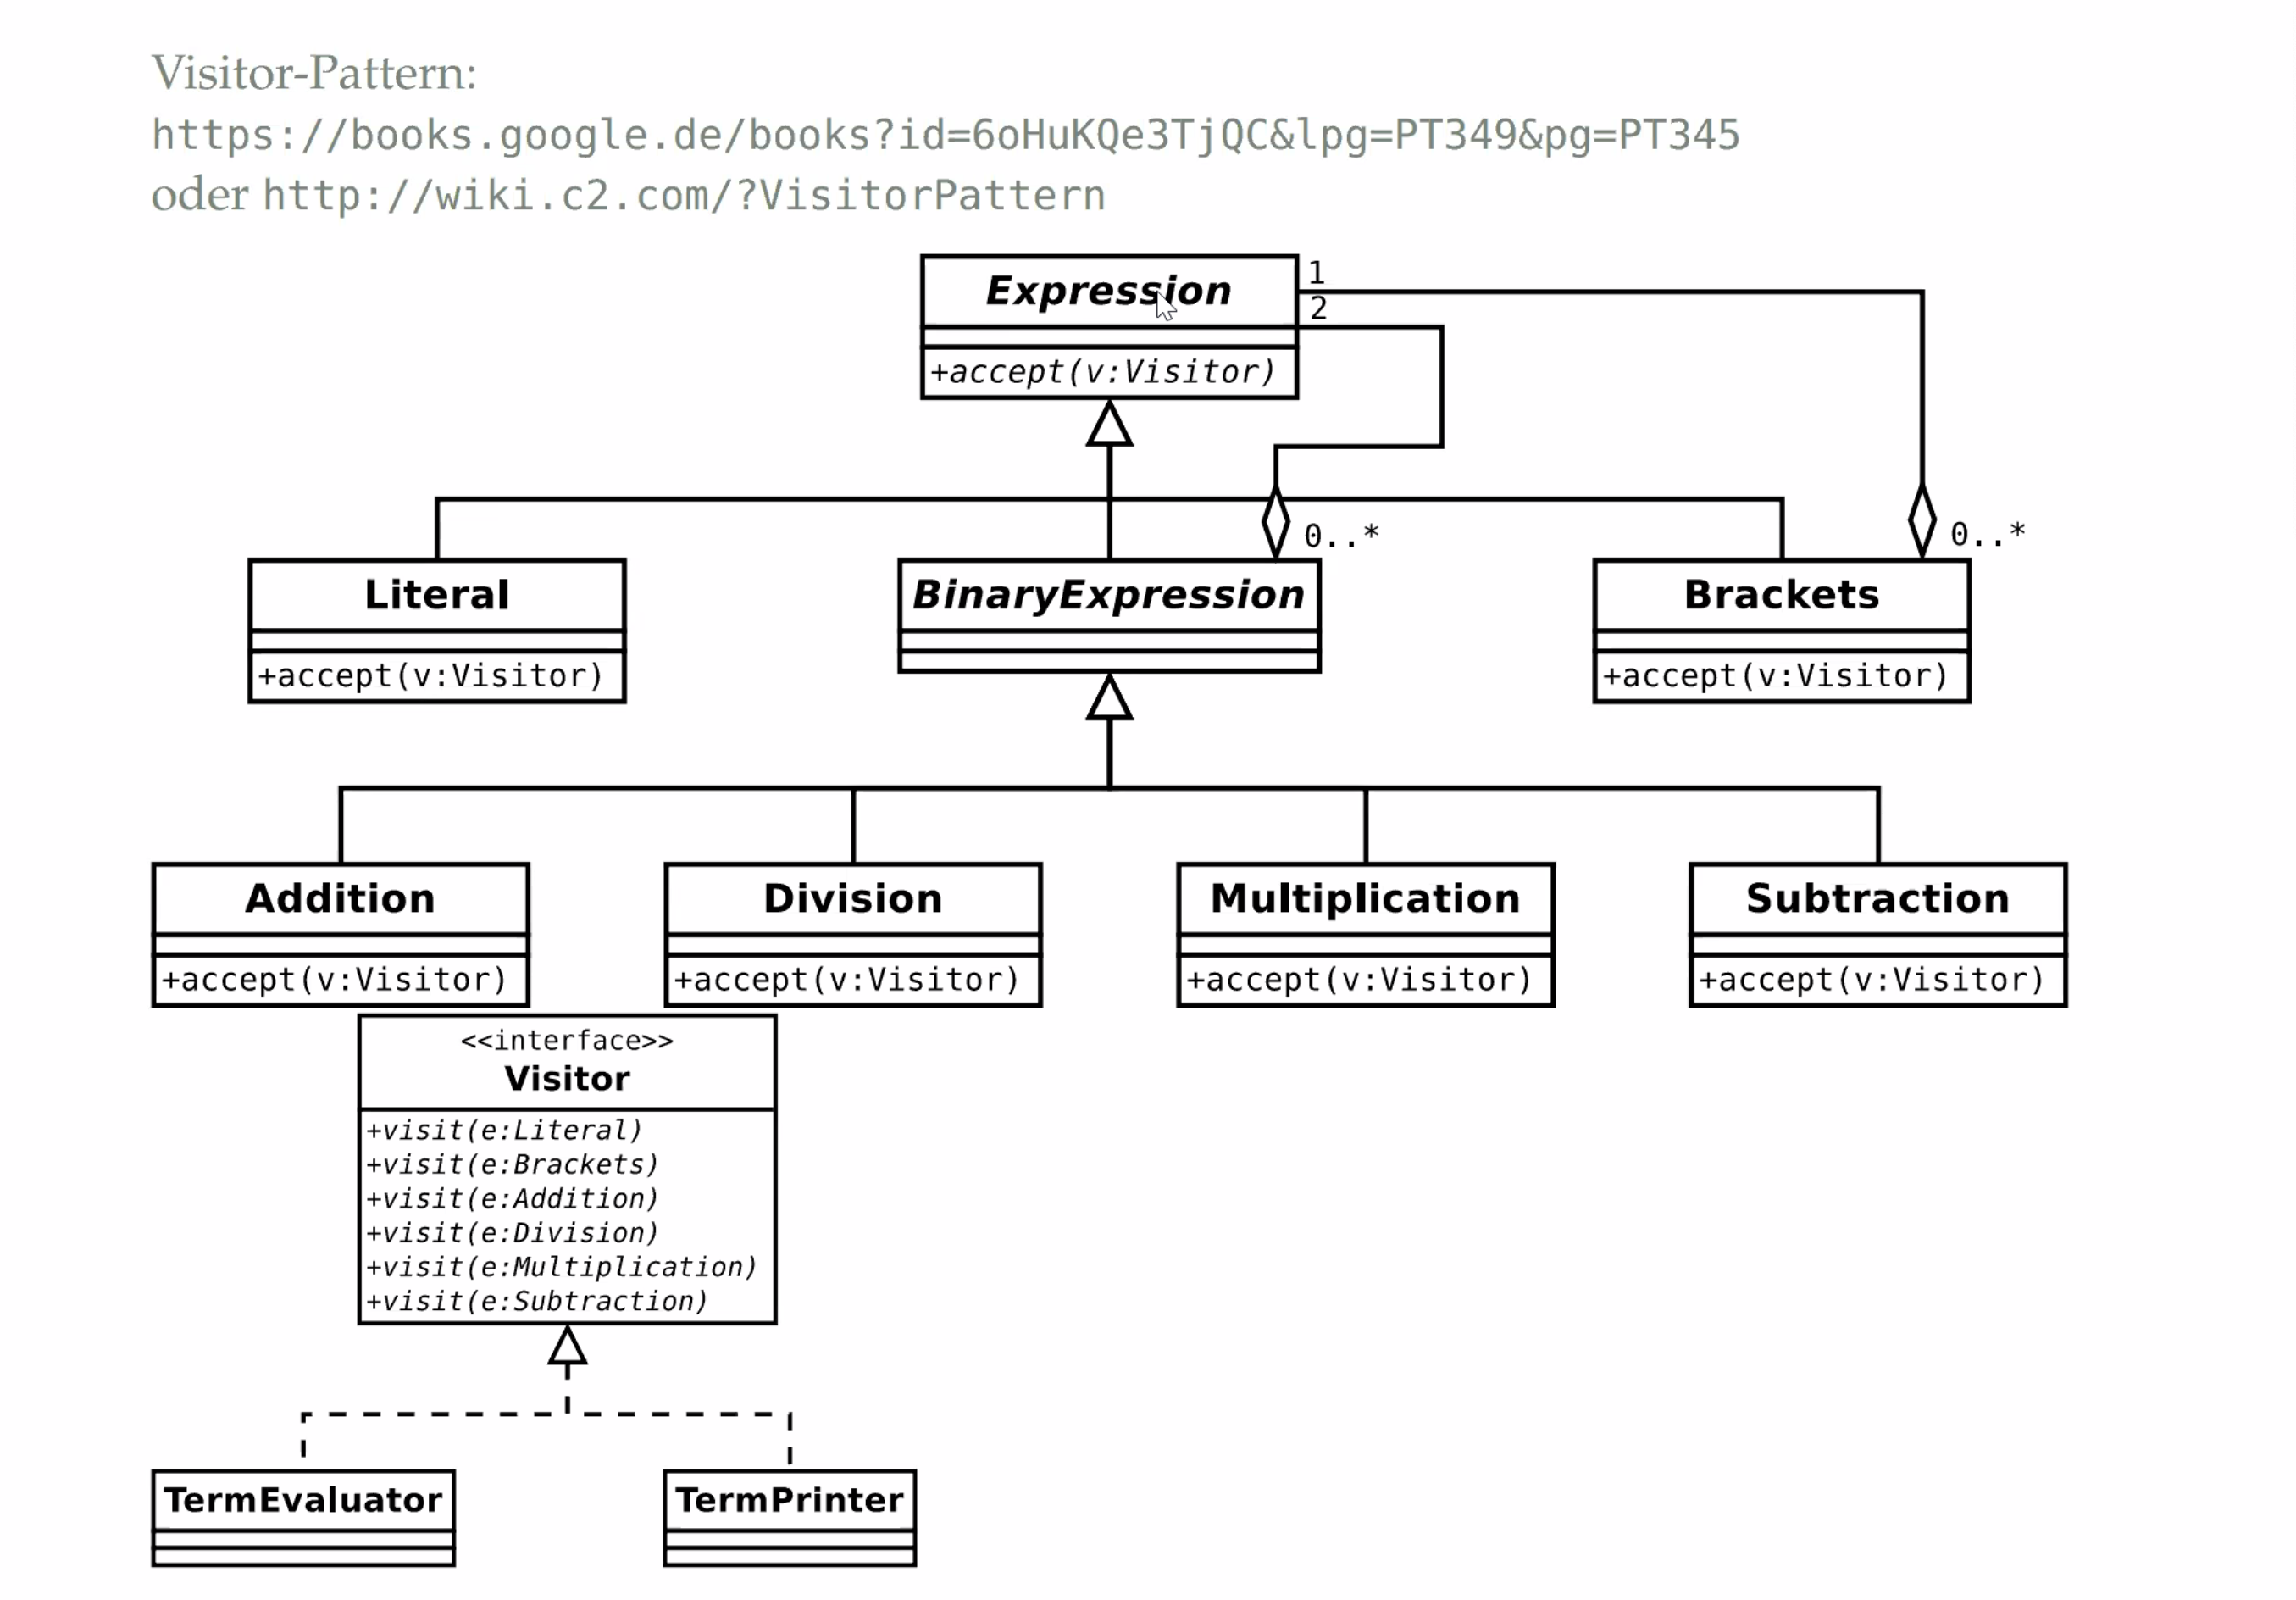 Visitor-Pattern:
https://books.google.de/books?id=6oHuKQe3TjQC&lpg=PT349&pg=PT345
oder http://wiki.c2.com/?VisitorPattern
Expression
1
2
+accept(v:Visitor)
0..*
0..*
Literal
BinaryExpression
Brackets
+accept(v:Visitor)
+accept(v:Visitor)
Addition
Division
Multiplication
Subtraction
+accept(v:Visitor)
+accept(v:Visitor)
+accept(v:Visitor)
+accept(v:Visitor)
<<interface>>
Visitor
+visit(e:Literal)
+visit(e:Brackets)
+visit(e:Addition)
+visit(e:Division)
+visit(e:Multiplication)
+visit(e:Subtraction)
TermEvaluator
TermPrinter